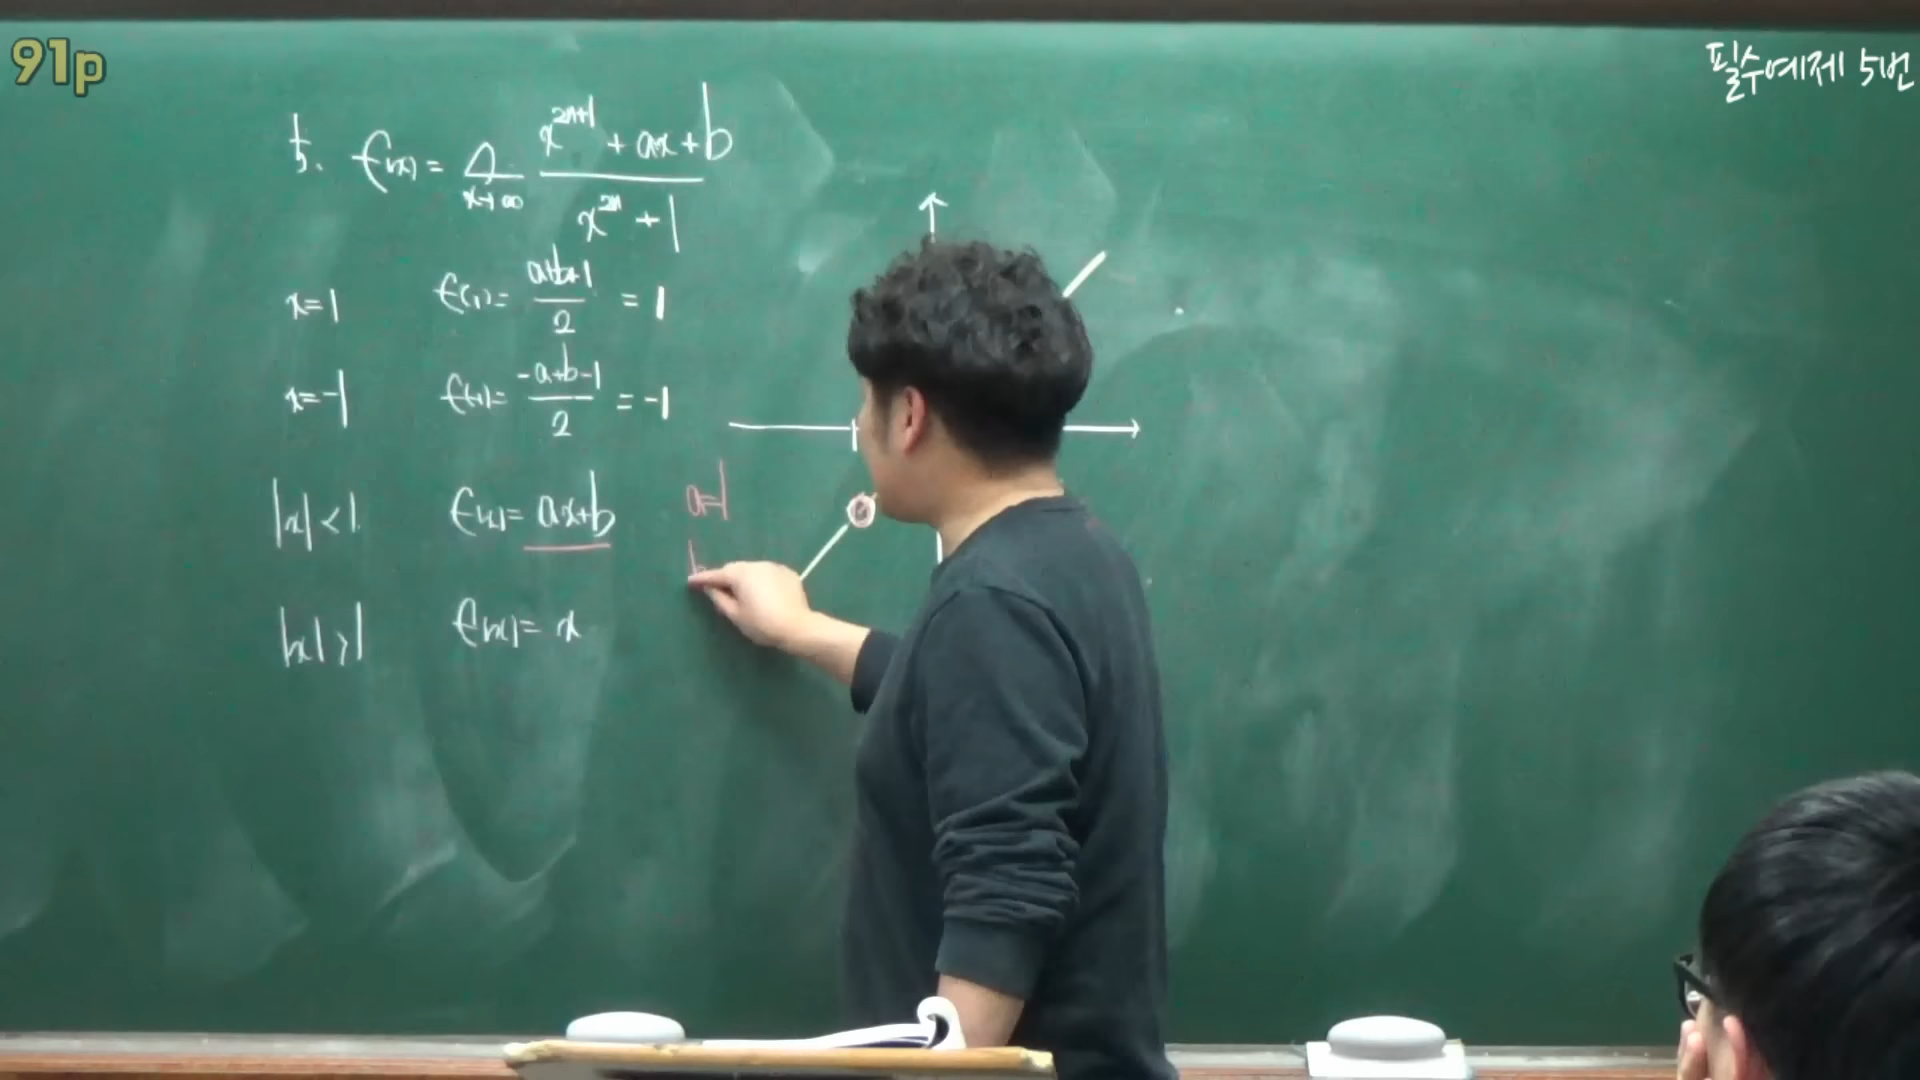 91p
필수예제 5번
5. f(x) = lim x→∞ (x^{2n+1} + ax + b) / (x^{2n} + 1)
x=1 f(1) = (a+b+1)/2 = 1
x=-1 f(-1) = (-a+b-1)/2 = -1
|x|<1 f(x) = ax+b a=1
b
|x|>1 f(x) = x